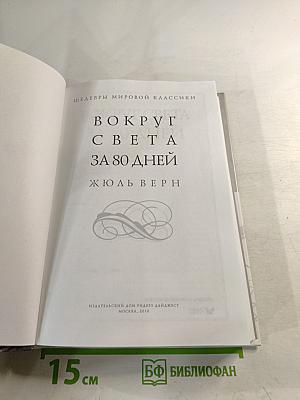 ШЕДЕВРЫ МИРОВОЙ КЛАССИКИ
ВОКРУГ
СВЕТА
ЗА 80 ДНЕЙ
ЖЮЛЬ ВЕРН
ИЗДАТЕЛЬСКИЙ ДОМ РИДЕРЗ ДАЙДЖЕСТ
МОСКВА, 2010
15 см
БФ БИБЛИОФАН